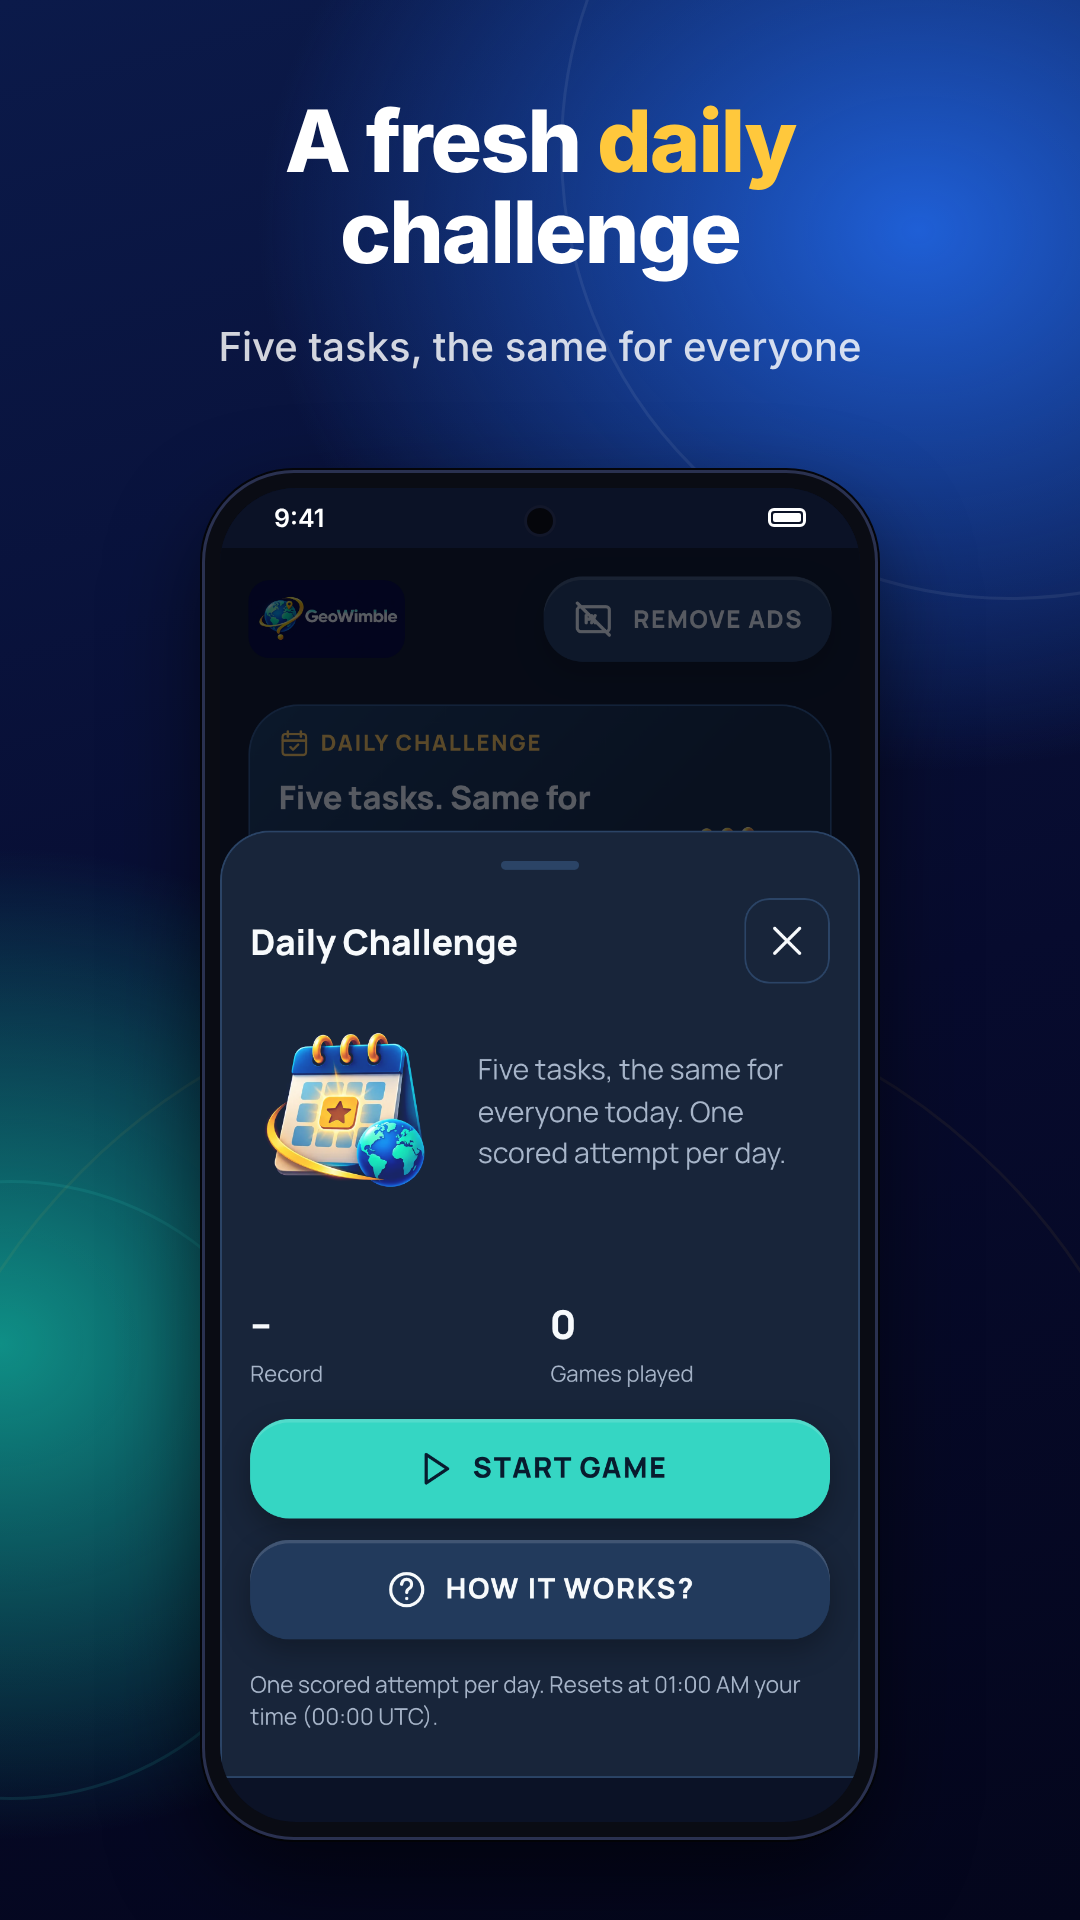 A fresh daily
challenge
Five tasks, the same for everyone
9:41
GeoWimble
REMOVE ADS
DAILY CHALLENGE
Five tasks. Same for
Daily Challenge
Five tasks, the same for
everyone today. One
scored attempt per day.
–
0
Record
Games played
START GAME
HOW IT WORKS?
One scored attempt per day. Resets at 01:00 AM your
time (00:00 UTC).